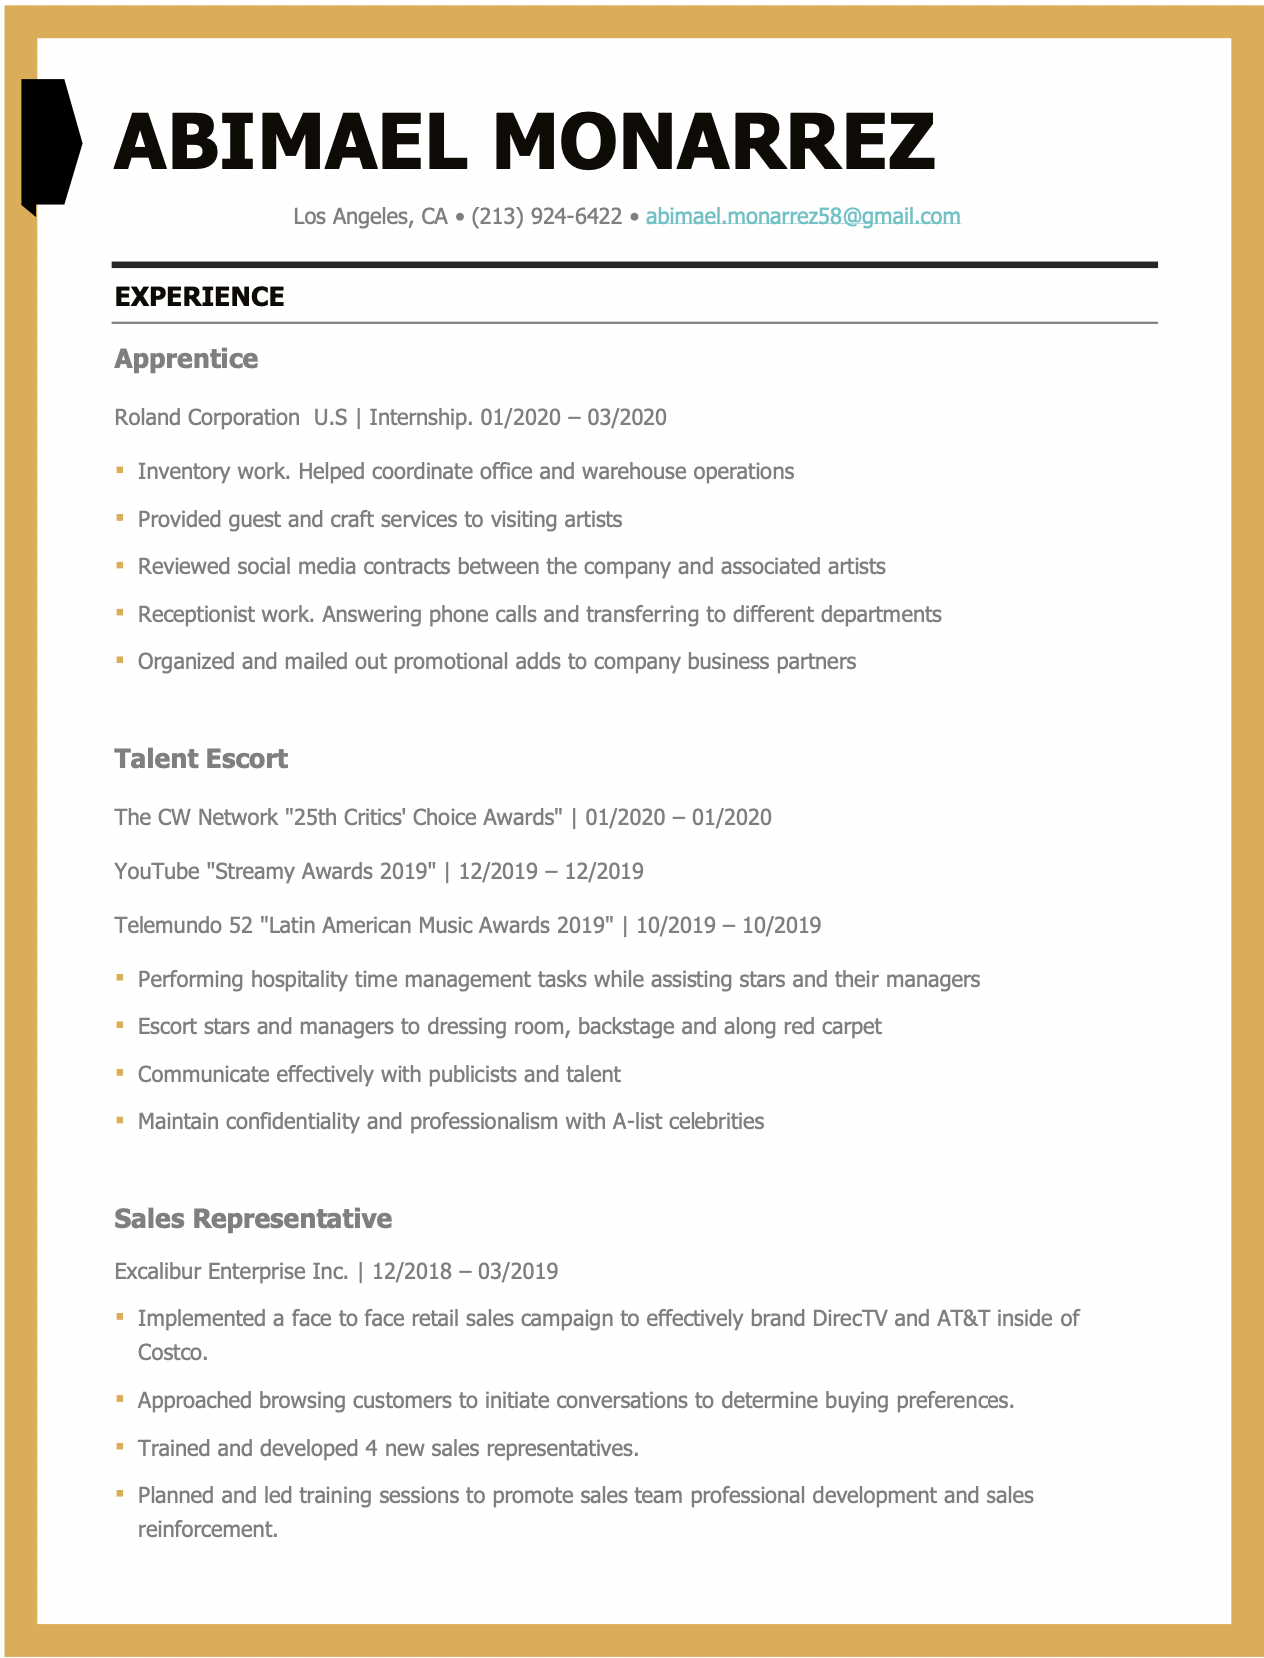 ABIMAEL MONARREZ
Los Angeles, CA • (213) 924-6422 • abimael.monarrez58@gmail.com
EXPERIENCE
Apprentice
Roland Corporation  U.S | Internship. 01/2020 – 03/2020
▪ Inventory work. Helped coordinate office and warehouse operations
▪ Provided guest and craft services to visiting artists
▪ Reviewed social media contracts between the company and associated artists
▪ Receptionist work. Answering phone calls and transferring to different departments
▪ Organized and mailed out promotional adds to company business partners
Talent Escort
The CW Network "25th Critics' Choice Awards" | 01/2020 – 01/2020
YouTube "Streamy Awards 2019" | 12/2019 – 12/2019
Telemundo 52 "Latin American Music Awards 2019" | 10/2019 – 10/2019
▪ Performing hospitality time management tasks while assisting stars and their managers
▪ Escort stars and managers to dressing room, backstage and along red carpet
▪ Communicate effectively with publicists and talent
▪ Maintain confidentiality and professionalism with A-list celebrities
Sales Representative
Excalibur Enterprise Inc. | 12/2018 – 03/2019
▪ Implemented a face to face retail sales campaign to effectively brand DirecTV and AT&T inside of
Costco.
▪ Approached browsing customers to initiate conversations to determine buying preferences.
▪ Trained and developed 4 new sales representatives.
▪ Planned and led training sessions to promote sales team professional development and sales
reinforcement.